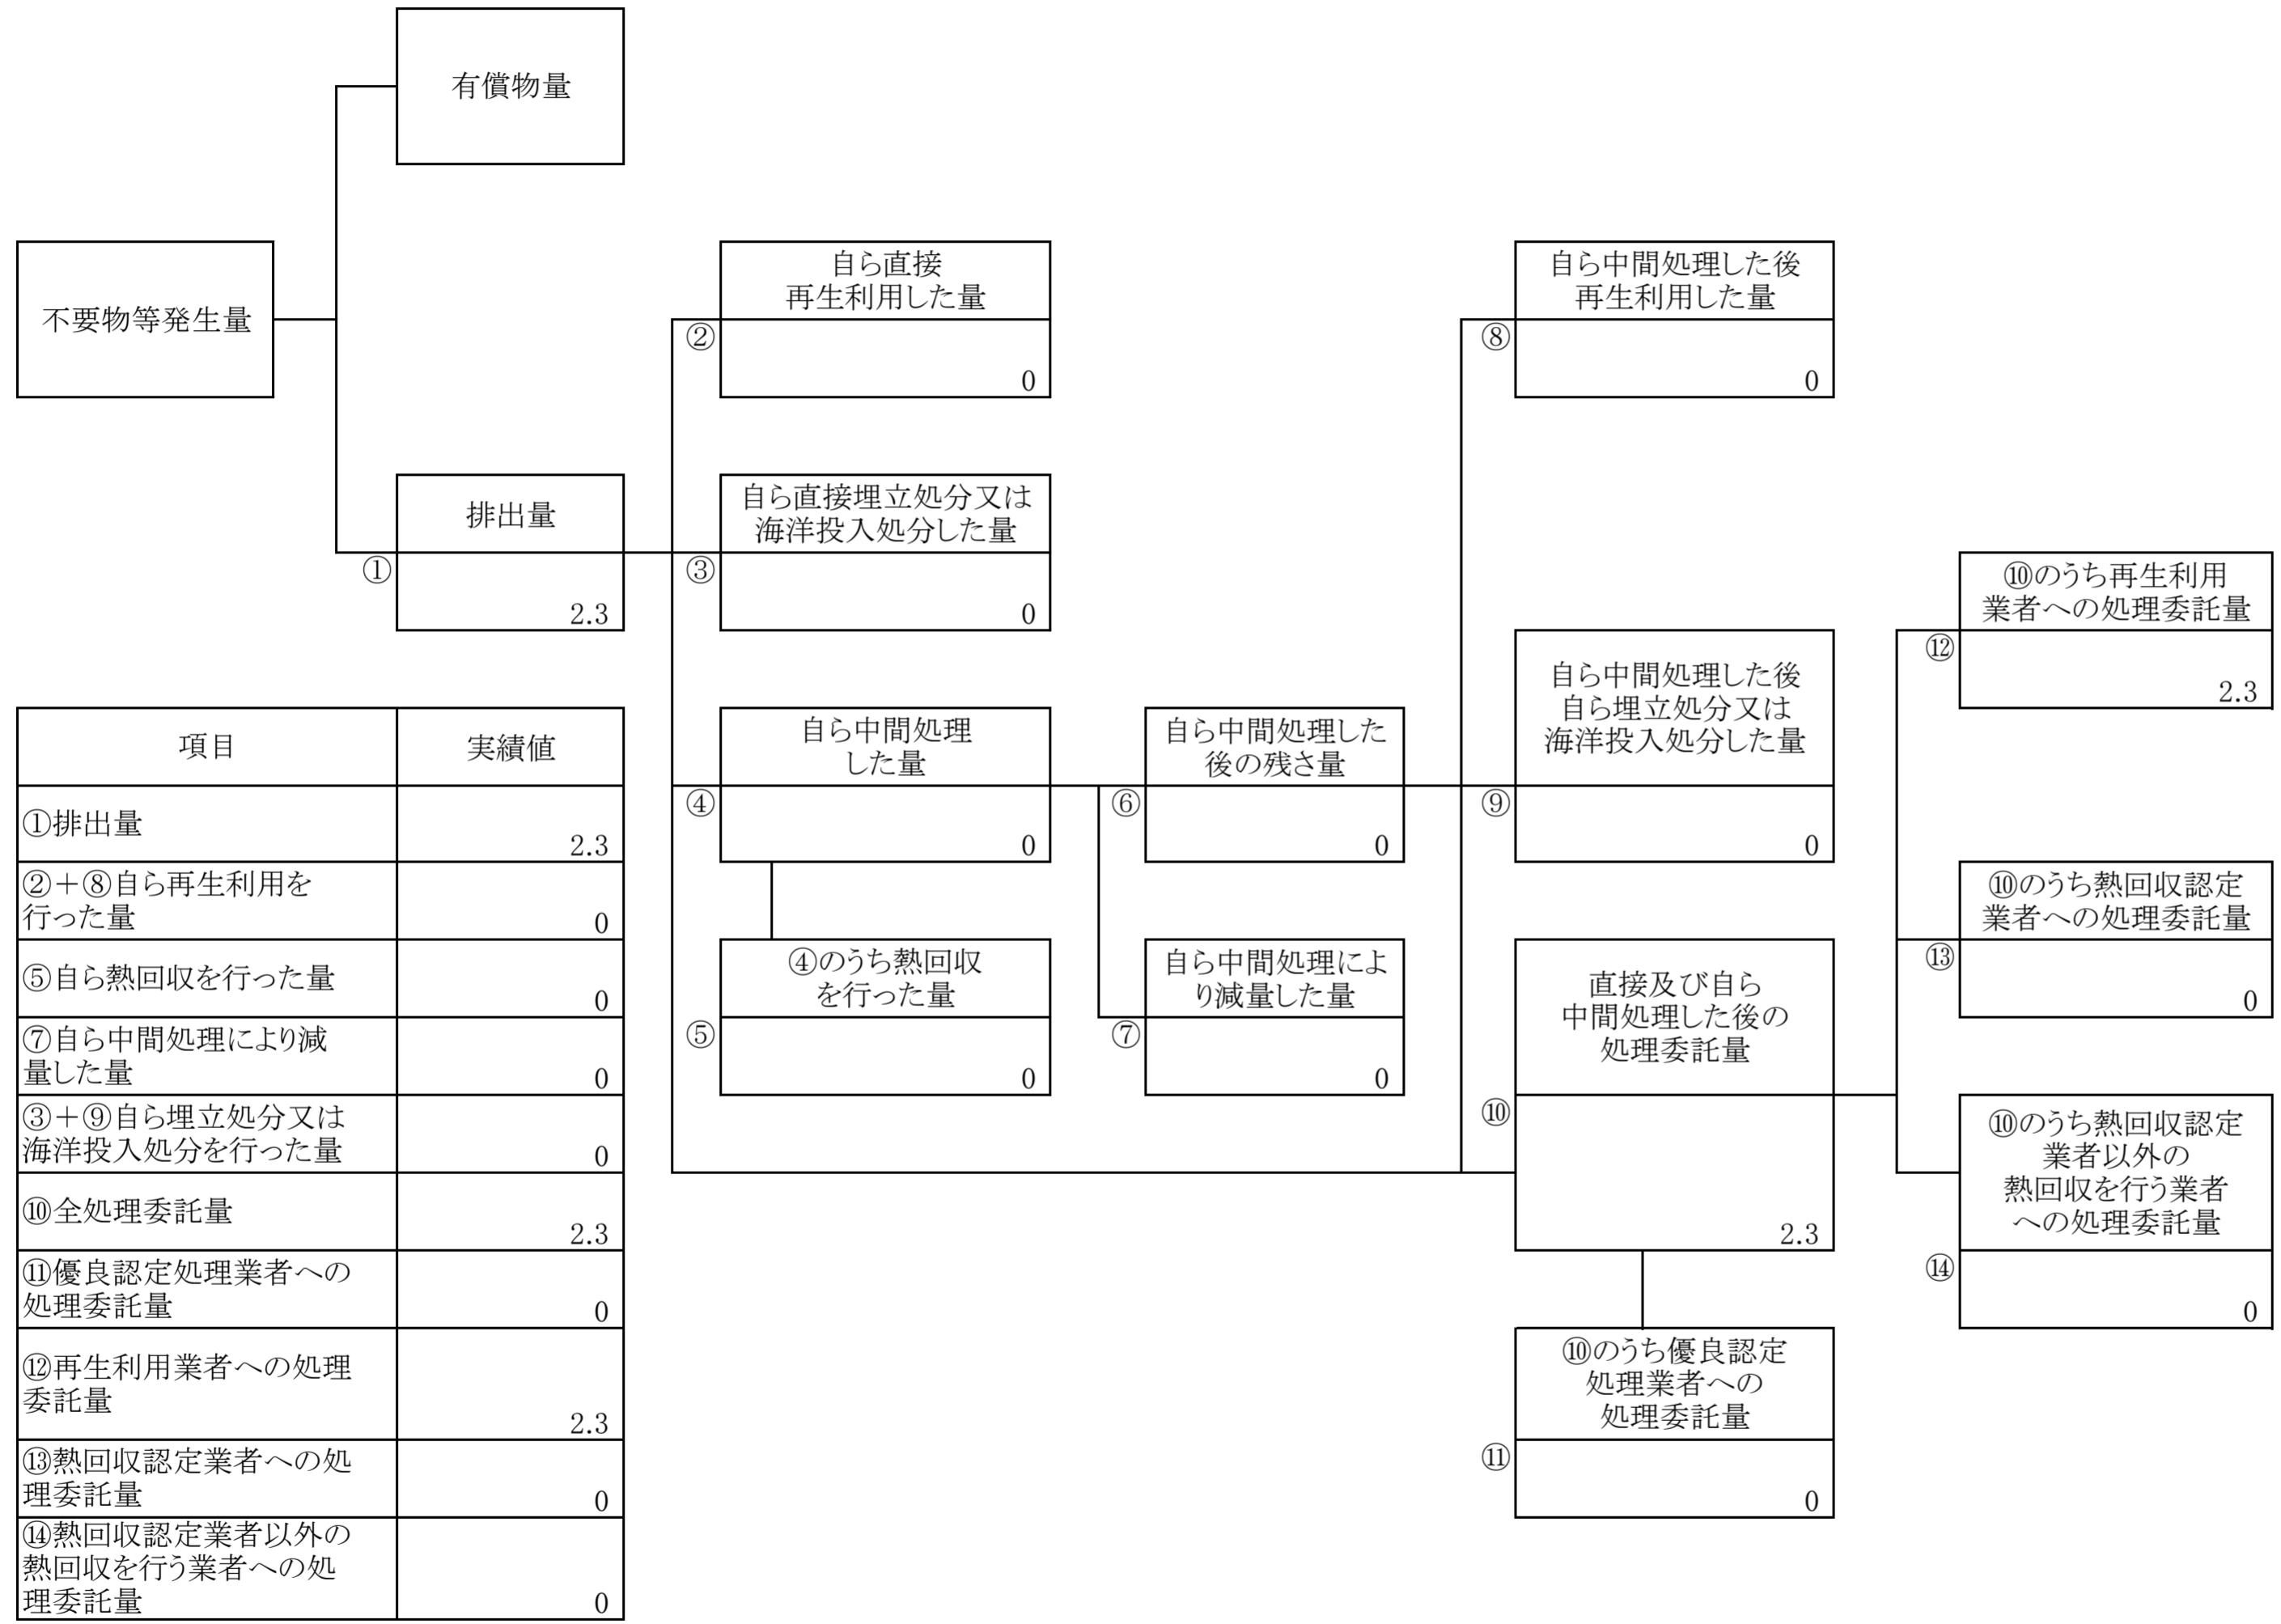 有償物量
不要物等発生量
自ら直接
再生利用した量
②
0
自ら中間処理した後
再生利用した量
⑧
0
排出量
①
2.3
自ら直接埋立処分又は
海洋投入処分した量
③
0
⑩のうち再生利用
業者への処理委託量
⑫
2.3
自ら中間処理
した量
④
0
自ら中間処理した
後の残さ量
⑥
0
自ら中間処理した後
自ら埋立処分又は
海洋投入処分した量
⑨
0
④のうち熱回収
を行った量
⑤
0
自ら中間処理によ
り減量した量
⑦
0
直接及び自ら
中間処理した後の
処理委託量
⑩
2.3
⑩のうち熱回収認定
業者への処理委託量
⑬
0
⑩のうち熱回収認定
業者以外の
熱回収を行う業者
への処理委託量
⑭
0
⑩のうち優良認定
処理業者への
処理委託量
⑪
0
項目 実績値
①排出量
2.3
②＋⑧自ら再生利用を
行った量
0
⑤自ら熱回収を行った量
0
⑦自ら中間処理により減
量した量
0
③＋⑨自ら埋立処分又は
海洋投入処分を行った量
0
⑩全処理委託量
2.3
⑪優良認定処理業者への
処理委託量
0
⑫再生利用業者への処理
委託量
2.3
⑬熱回収認定業者への処
理委託量
0
⑭熱回収認定業者以外の
熱回収を行う業者への処
理委託量
0